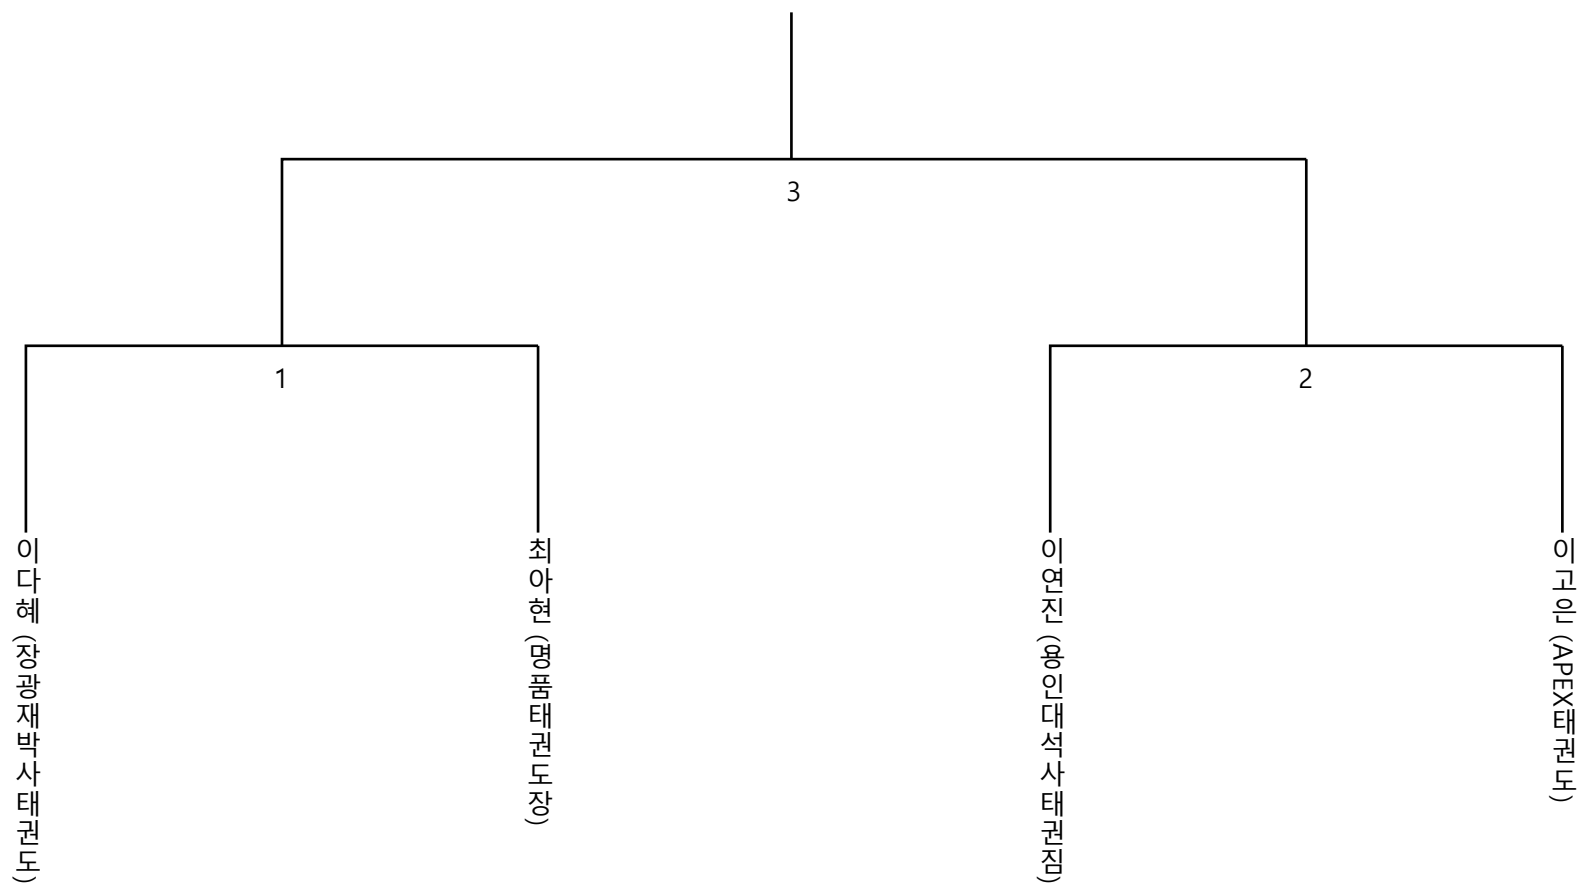 3
1
2
이다혜 (장광재박사태권도)
최아현 (명품태권도장)
이연진 (용인대석사태권짐)
이고은 (APEX태권도)